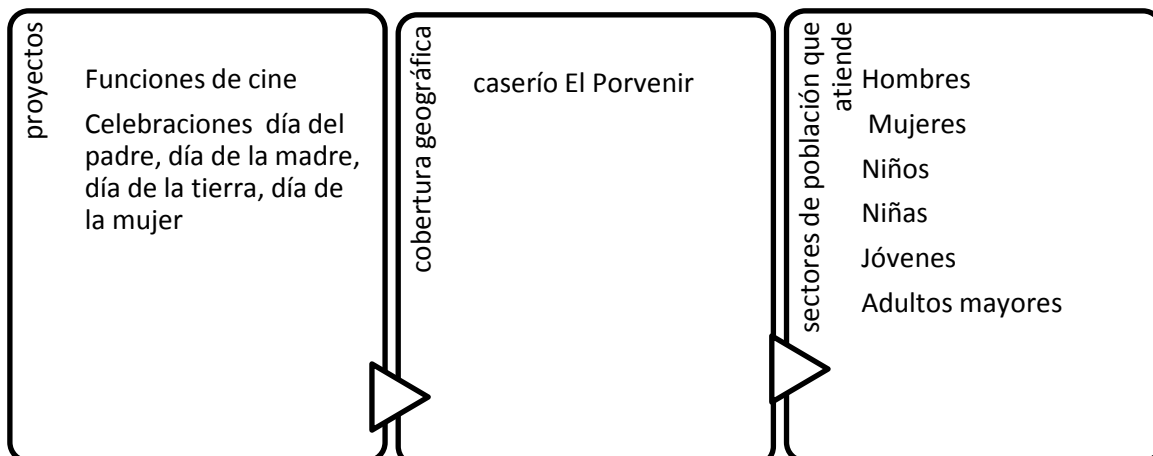 proyectos
Funciones de cine
Celebraciones día del
padre, día de la madre,
día de la tierra, día de
la mujer
cobertura geográfica
caserío El Porvenir
sectores de población que
atiende
Hombres
Mujeres
Niños
Niñas
Jóvenes
Adultos mayores